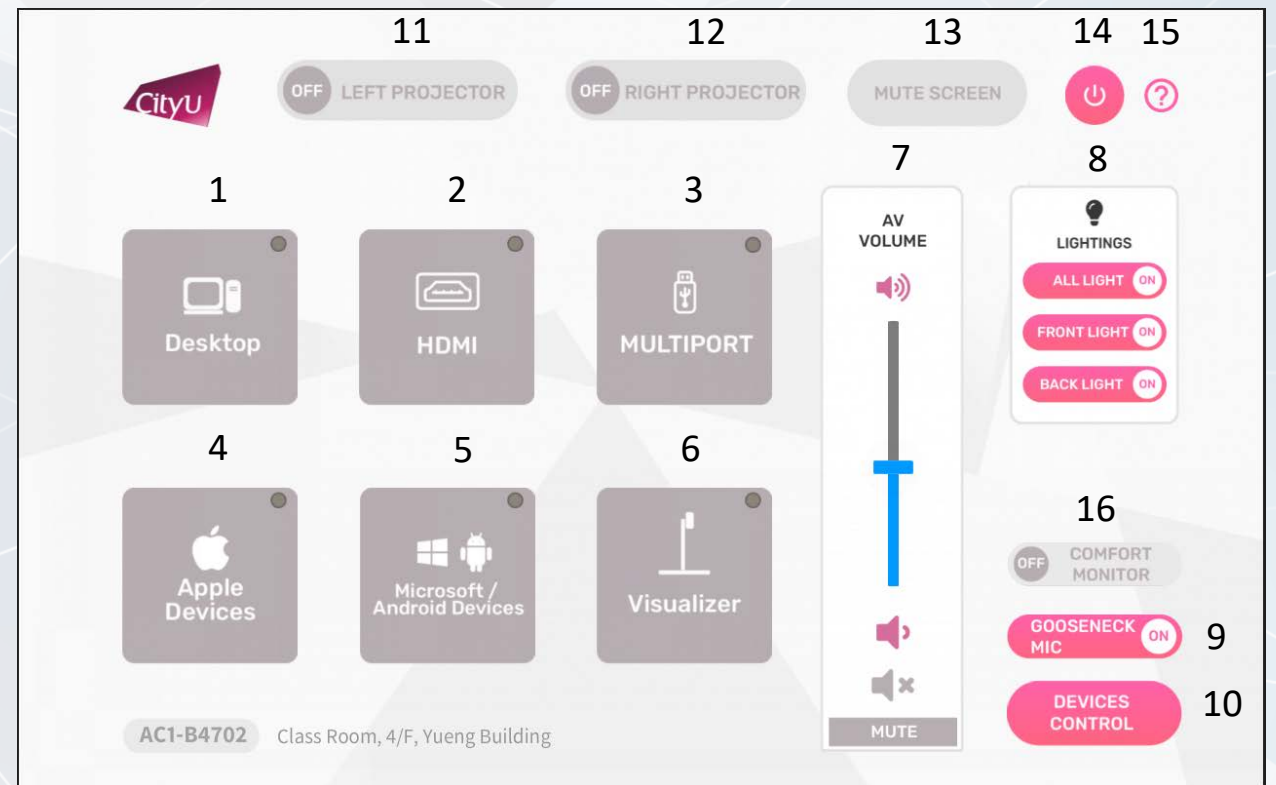 11 12 13 14 15
CityU
OFF LEFT PROJECTOR
OFF RIGHT PROJECTOR
MUTE SCREEN
?
1 2 3 7 8
Desktop
HDMI
MULTIPORT
AV
VOLUME
LIGHTINGS
ALL LIGHT ON
FRONT LIGHT ON
BACK LIGHT ON
4 5 6
Apple
Devices
Microsoft /
Android Devices
Visualizer
MUTE
16
OFF COMFORT
MONITOR
GOOSENECK
MIC ON
9
DEVICES
CONTROL
10
AC1-B4702 Class Room, 4/F, Yueng Building